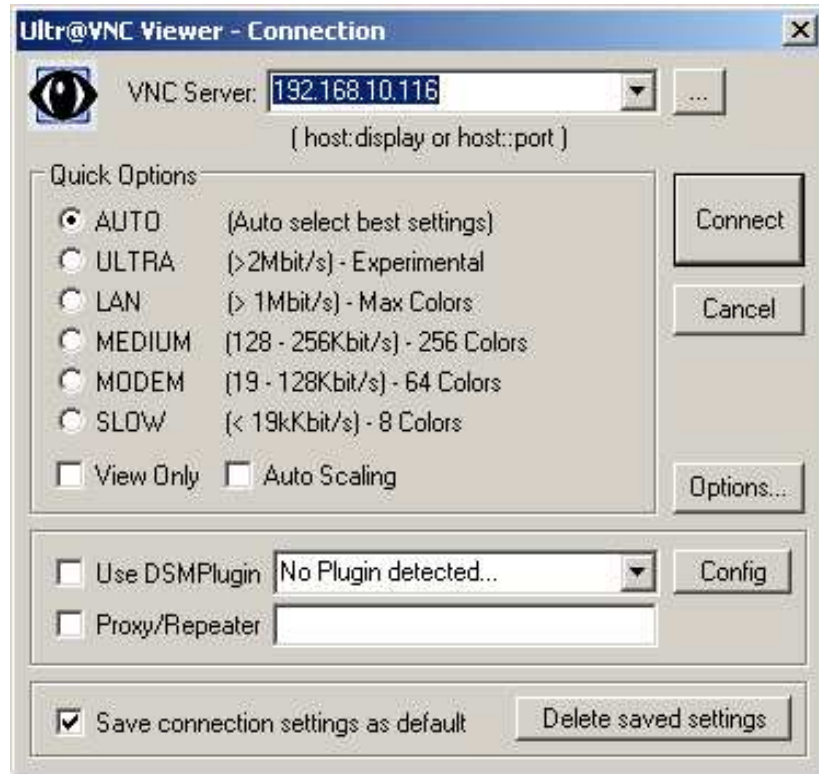 Ultr@VNC Viewer - Connection
VNC Server: 192.168.10.116 ...
( host:display or host::port )
Quick Options
AUTO (Auto select best settings)
ULTRA (>2Mbit/s) - Experimental
LAN (> 1Mbit/s) - Max Colors
MEDIUM (128 - 256Kbit/s) - 256 Colors
MODEM (19 - 128Kbit/s) - 64 Colors
SLOW (< 19kKbit/s) - 8 Colors
View Only Auto Scaling
Connect
Cancel
Options...
Use DSMPlugin No Plugin detected... Config
Proxy/Repeater
Save connection settings as default Delete saved settings